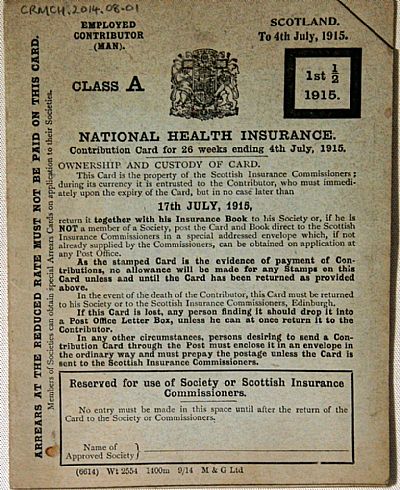 CRMCH.2014.08.01
EMPLOYED
CONTRIBUTOR
(MAN).
CLASS A
SCOTLAND.
To 4th July, 1915.
1st ½
1915.
NATIONAL HEALTH INSURANCE.
Contribution Card for 26 weeks ending 4th July, 1915.
OWNERSHIP AND CUSTODY OF CARD.
This Card is the property of the Scottish Insurance Commissioners;
during its currency it is entrusted to the Contributor, who must immedi-
ately upon the expiry of the Card, but in no case later than
17th JULY, 1915,
return it together with his Insurance Book to his Society or, if he is
NOT a member of a Society, post the Card and Book direct to the Scottish
Insurance Commissioners in a special addressed envelope which, if not
already supplied by the Commissioners, can be obtained on application at
any Post Office.
As the stamped Card is the evidence of payment of Con-
tributions, no allowance will be made for any Stamps on this
Card unless and until the Card has been returned as provided
above.
In the event of the death of the Contributor, this Card must be returned
to his Society or to the Scottish Insurance Commissioners, Edinburgh.
If this Card is lost, any person finding it should drop it into
a Post Office Letter Box, unless he can at once return it to the
Contributor.
In any other circumstances, persons desiring to send a Con-
tribution Card through the Post must enclose it in an envelope in
the ordinary way and must prepay the postage unless the Card is
sent to the Scottish Insurance Commissioners.
Reserved for use of Society or Scottish Insurance
Commissioners.
No entry must be made in this space until after the return of the
Card to the Society or Commissioners.
Name of
Approved Society
(6614) Wt 2554 1400m 9/14 M & G Ltd
ARREARS AT THE REDUCED RATE MUST NOT BE PAID ON THIS CARD.
Members of Societies can obtain special Arrears Cards on application to their Societies.